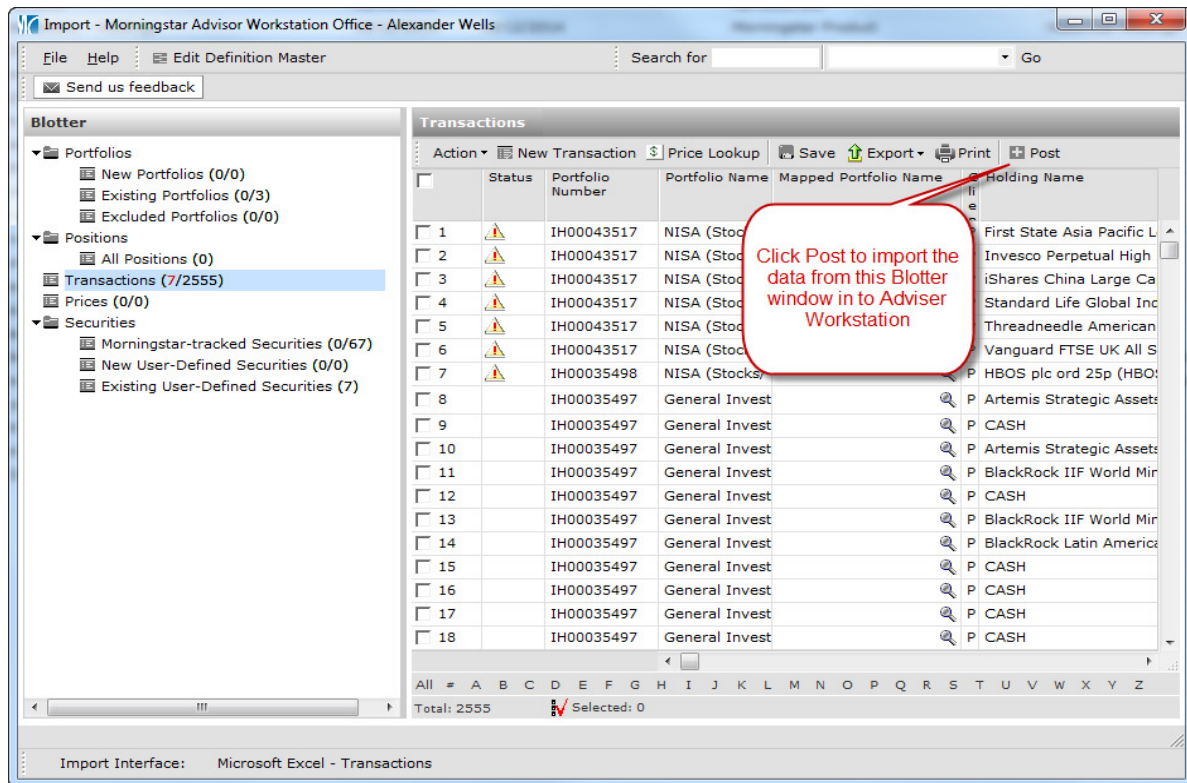 Import - Morningstar Advisor Workstation Office - Alexander Wells
File Help Edit Definition Master Search for Go
Send us feedback
Blotter
Portfolios
New Portfolios (0/0)
Existing Portfolios (0/3)
Excluded Portfolios (0/0)
Positions
All Positions (0)
Transactions (7/2555)
Prices (0/0)
Securities
Morningstar-tracked Securities (0/67)
New User-Defined Securities (0/0)
Existing User-Defined Securities (7)
Transactions
Action New Transaction Price Lookup Save Export Print Post
Status Portfolio Number Portfolio Name Mapped Portfolio Name Holding Name
1 IH00043517 NISA (Stoc First State Asia Pacific L
2 IH00043517 NISA (Stoc Invesco Perpetual High
3 IH00043517 NISA (Stoc iShares China Large Ca
4 IH00043517 NISA (Stoc Standard Life Global Inc
5 IH00043517 NISA (Stoc Threadneedle American
6 IH00043517 NISA (Stoc Vanguard FTSE UK All S
7 IH00035498 NISA (Stocks/ P HBOS plc ord 25p (HBO
8 IH00035497 General Invest P Artemis Strategic Assets
9 IH00035497 General Invest P CASH
10 IH00035497 General Invest P Artemis Strategic Assets
11 IH00035497 General Invest P BlackRock IIF World Min
12 IH00035497 General Invest P CASH
13 IH00035497 General Invest P BlackRock IIF World Min
14 IH00035497 General Invest P BlackRock Latin America
15 IH00035497 General Invest P CASH
16 IH00035497 General Invest P CASH
17 IH00035497 General Invest P CASH
18 IH00035497 General Invest P CASH
Click Post to import the
data from this Blotter
window in to Adviser
Workstation
All # A B C D E F G H I J K L M N O P Q R S T U V W X Y Z
Total: 2555 Selected: 0
Import Interface: Microsoft Excel - Transactions